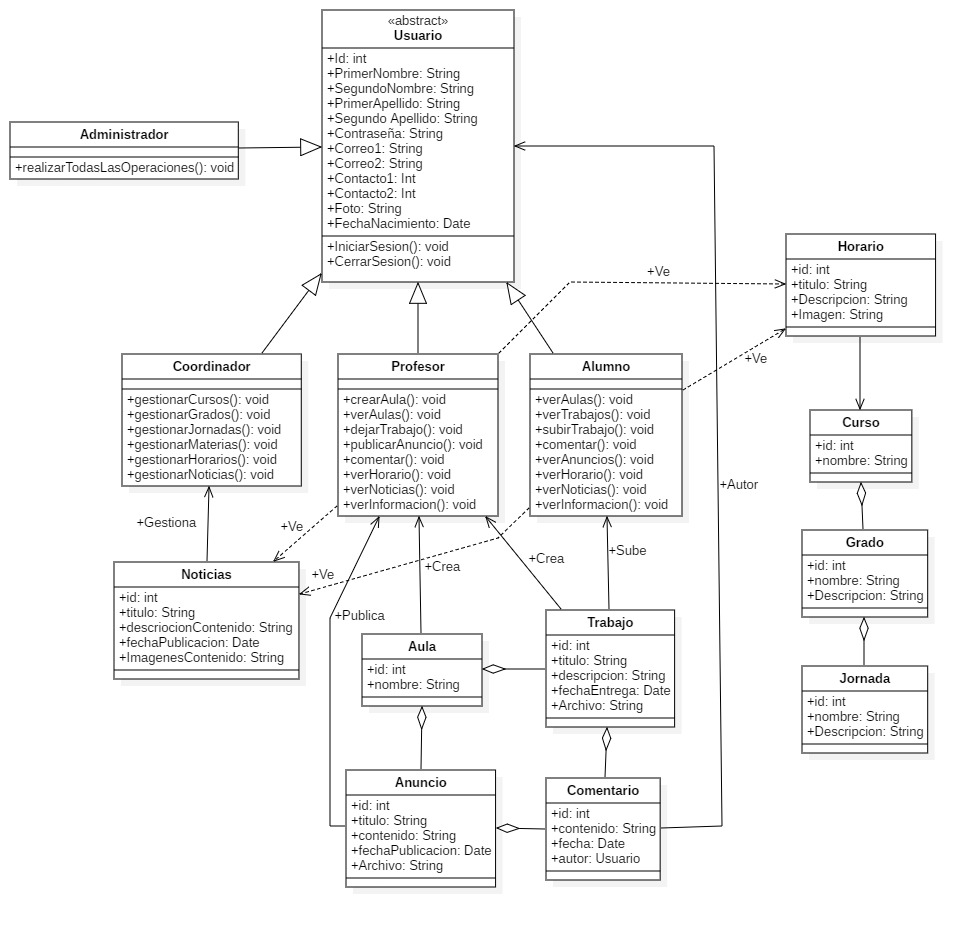 «abstract»
Usuario
+Id: int
+PrimerNombre: String
+SegundoNombre: String
+PrimerApellido: String
+Segundo Apellido: String
+Contraseña: String
+Correo1: String
+Correo2: String
+Contacto1: Int
+Contacto2: Int
+Foto: String
+FechaNacimiento: Date
+IniciarSesion(): void
+CerrarSesion(): void
Administrador
+realizarTodasLasOperaciones(): void
Horario
+id: int
+titulo: String
+Descripcion: String
+Imagen: String
+Ve
+Ve
Coordinador
+gestionarCursos(): void
+gestionarGrados(): void
+gestionarJornadas(): void
+gestionarMaterias(): void
+gestionarHorarios(): void
+gestionarNoticias(): void
Profesor
+crearAula(): void
+verAulas(): void
+dejarTrabajo(): void
+publicarAnuncio(): void
+comentar(): void
+verHorario(): void
+verNoticias(): void
+verInformacion(): void
Alumno
+verAulas(): void
+verTrabajos(): void
+subirTrabajo(): void
+comentar(): void
+verAnuncios(): void
+verHorario(): void
+verNoticias(): void
+verInformacion(): void
Curso
+id: int
+nombre: String
+Autor
+Gestiona
+Ve
+Ve
+Crea
+Crea
+Sube
+Publica
Noticias
+id: int
+titulo: String
+descriocionContenido: String
+fechaPublicacion: Date
+ImagenesContenido: String
Grado
+id: int
+nombre: String
+Descripcion: String
Aula
+id: int
+nombre: String
Trabajo
+id: int
+titulo: String
+descripcion: String
+fechaEntrega: Date
+Archivo: String
Jornada
+id: int
+nombre: String
+Descripcion: String
Anuncio
+id: int
+titulo: String
+contenido: String
+fechaPublicacion: Date
+Archivo: String
Comentario
+id: int
+contenido: String
+fecha: Date
+autor: Usuario